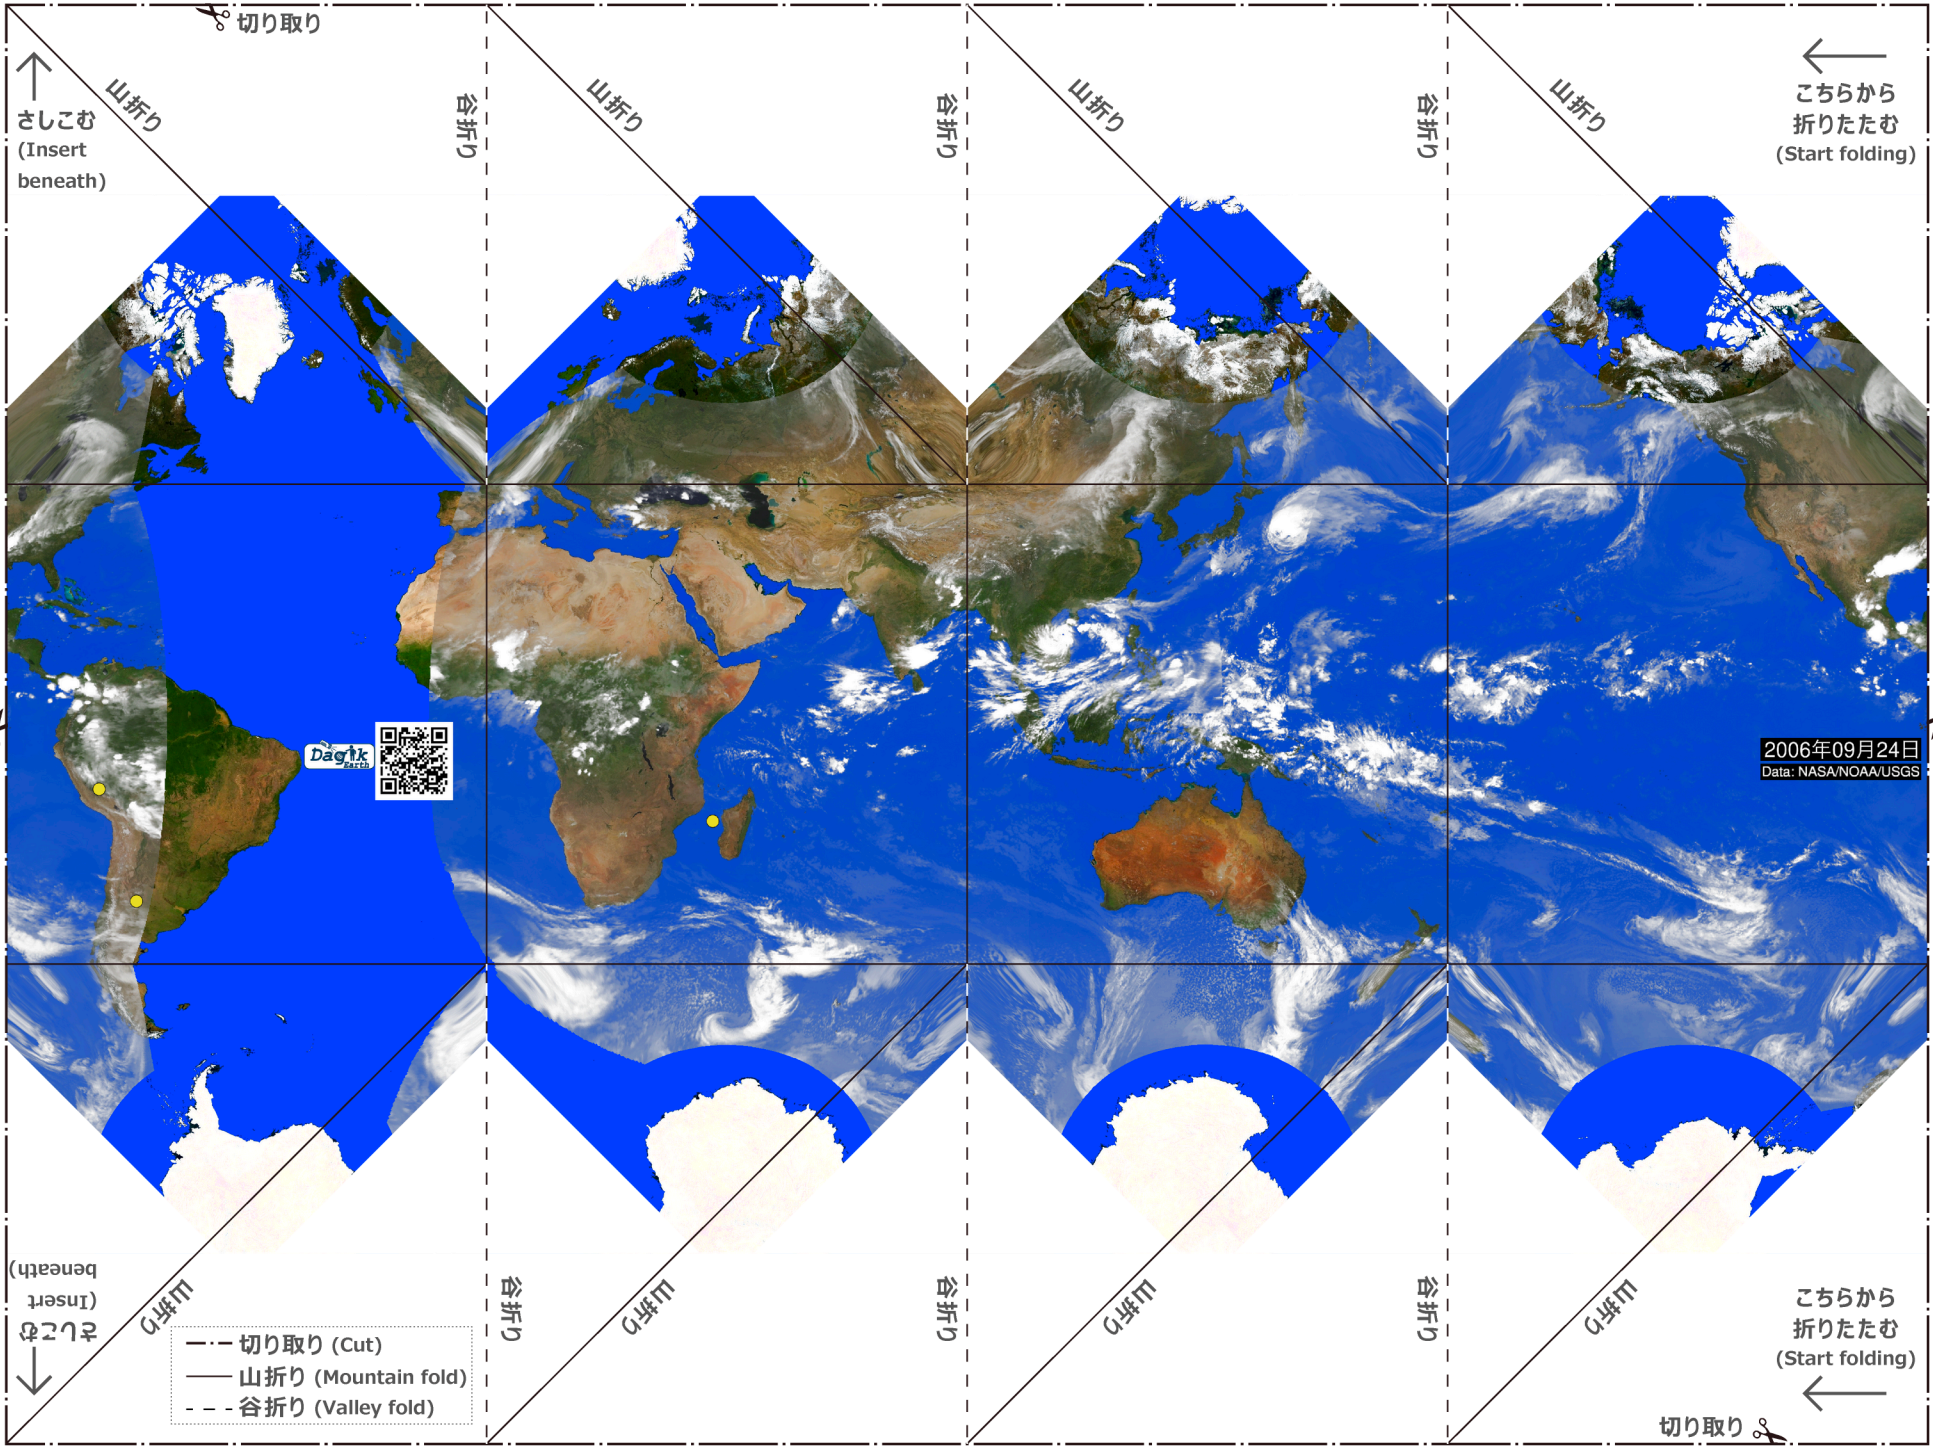 切り取り
さしこむ
(Insert
beneath)
山折り
谷折り
山折り
谷折り
山折り
谷折り
山折り
こちらから
折りたたむ
(Start folding)
Dagik
Earth
2006年09月24日
Data: NASA/NOAA/USGS
さしこむ
(Insert
beneath)
山折り
谷折り
山折り
谷折り
山折り
谷折り
山折り
こちらから
折りたたむ
(Start folding)
切り取り (Cut)
山折り (Mountain fold)
谷折り (Valley fold)
切り取り